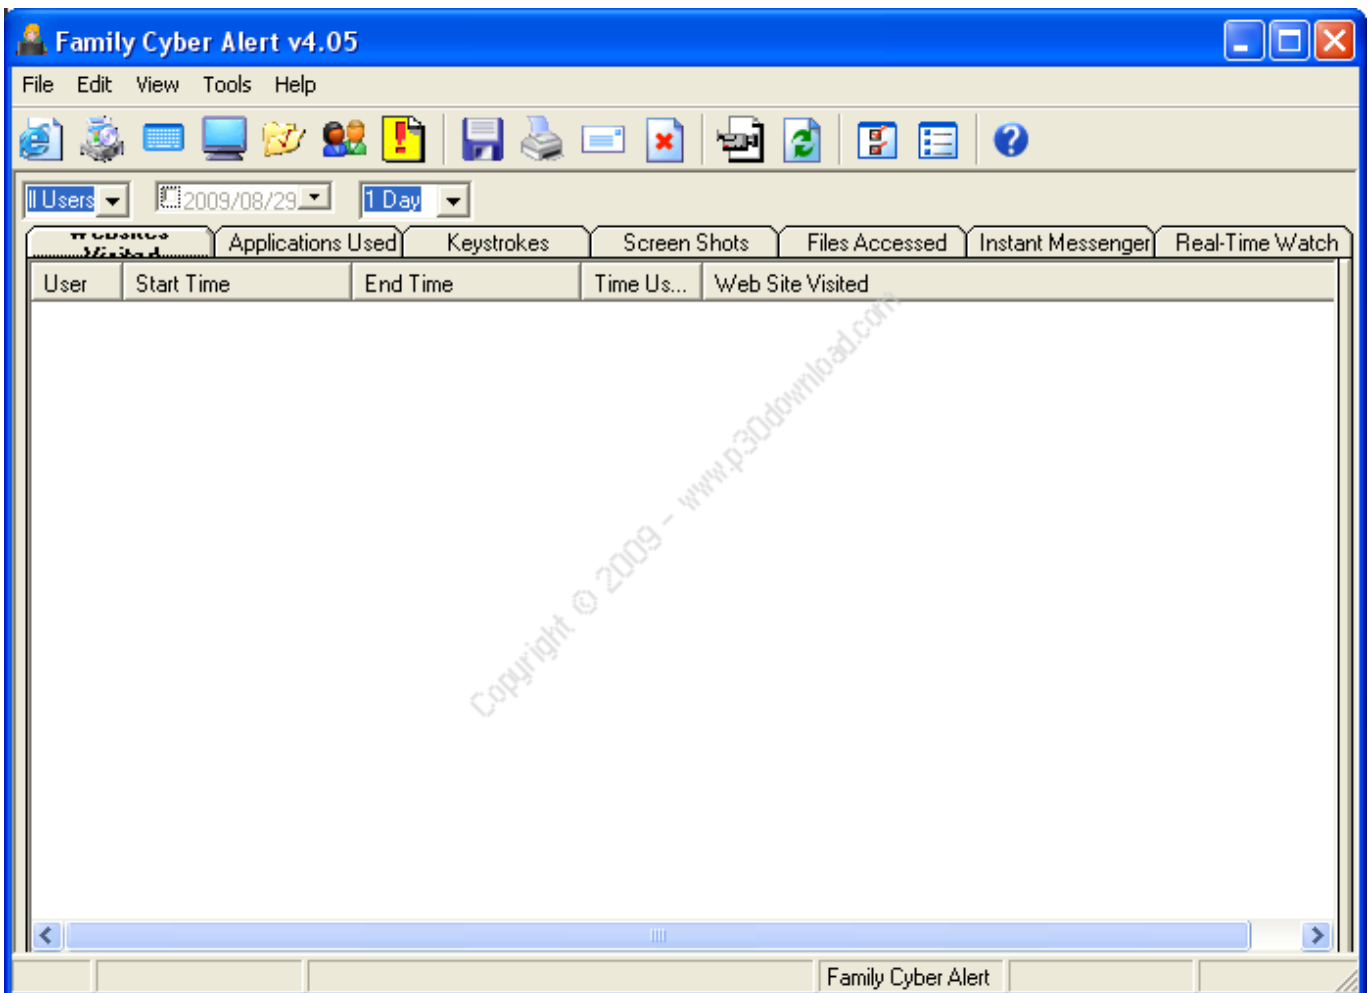 Family Cyber Alert v4.05
File Edit View Tools Help
ll Users 2009/08/29 1 Day
Websites
Visited
Applications Used Keystrokes Screen Shots Files Accessed Instant Messenger Real-Time Watch
User Start Time End Time Time Us... Web Site Visited
Copyright © 2009 - www.p30download.com
Family Cyber Alert